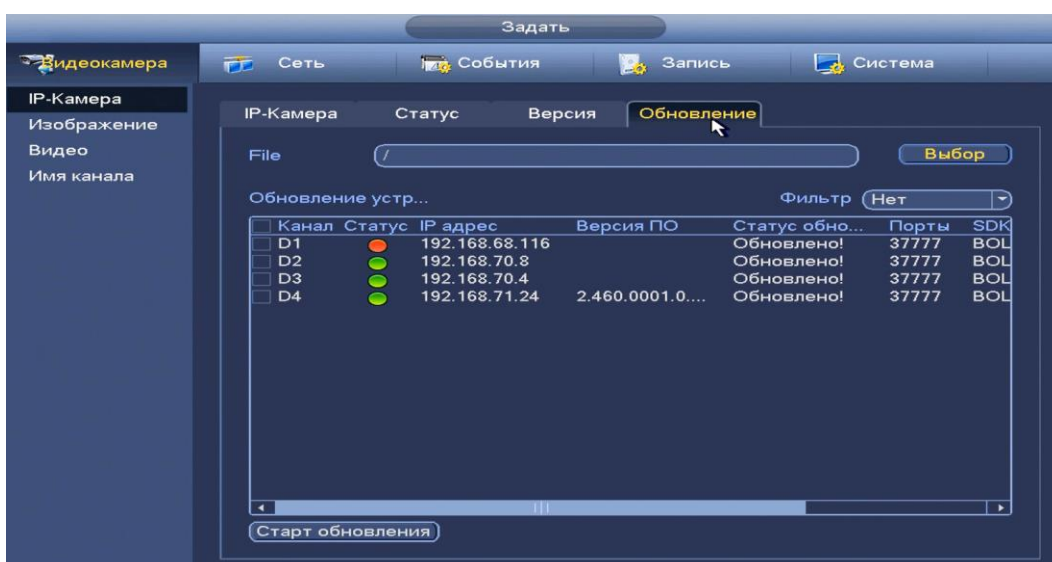 Задать
Видеокамера Сеть События Запись Система
IP-Камера
Изображение
Видео
Имя канала
IP-Камера Статус Версия Обновление
File / Выбор
Обновление устр... Фильтр Нет
Канал Статус IP адрес Версия ПО Статус обно... Порты SDK
D1 192.168.68.116 Обновлено! 37777 BOL
D2 192.168.70.8 Обновлено! 37777 BOL
D3 192.168.70.4 Обновлено! 37777 BOL
D4 192.168.71.24 2.460.0001.0.... Обновлено! 37777 BOL
Старт обновления